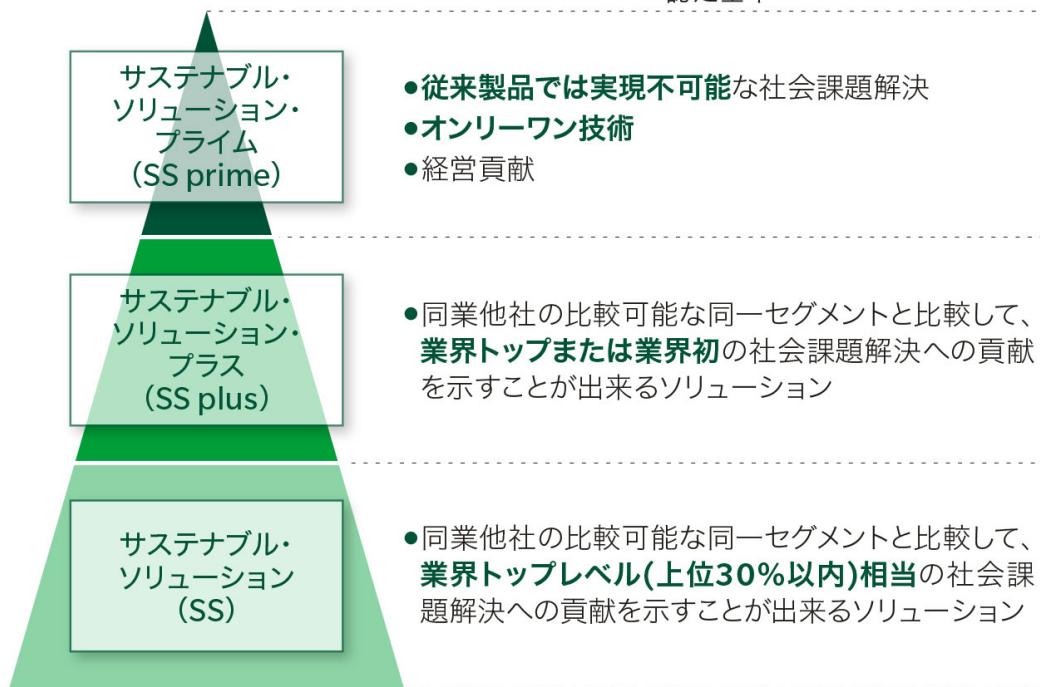 サステナブル・
ソリューション・
プライム
(SS prime)
●従来製品では実現不可能な社会課題解決
●オンリーワン技術
●経営貢献
サステナブル・
ソリューション・
プラス
(SS plus)
●同業他社の比較可能な同一セグメントと比較して、
業界トップまたは業界初の社会課題解決への貢献
を示すことが出来るソリューション
サステナブル・
ソリューション
(SS)
●同業他社の比較可能な同一セグメントと比較して、
業界トップレベル(上位30%以内)相当の社会課
題解決への貢献を示すことが出来るソリューション